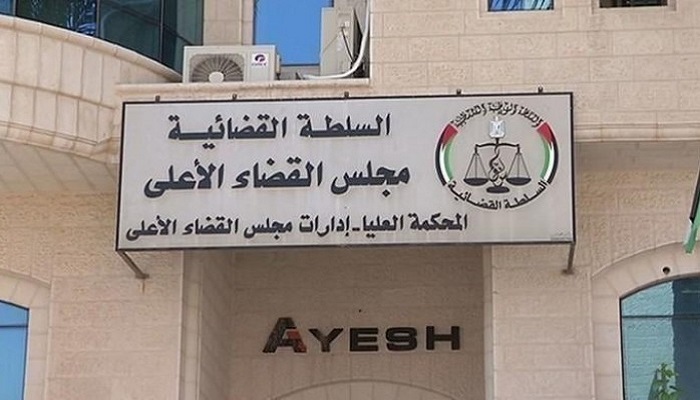 السلطة القضائية
مجلس القضاء الأعلى
المحكمة العليا - إدارات مجلس القضاء الأعلى
السلطة القضائية
AYESH